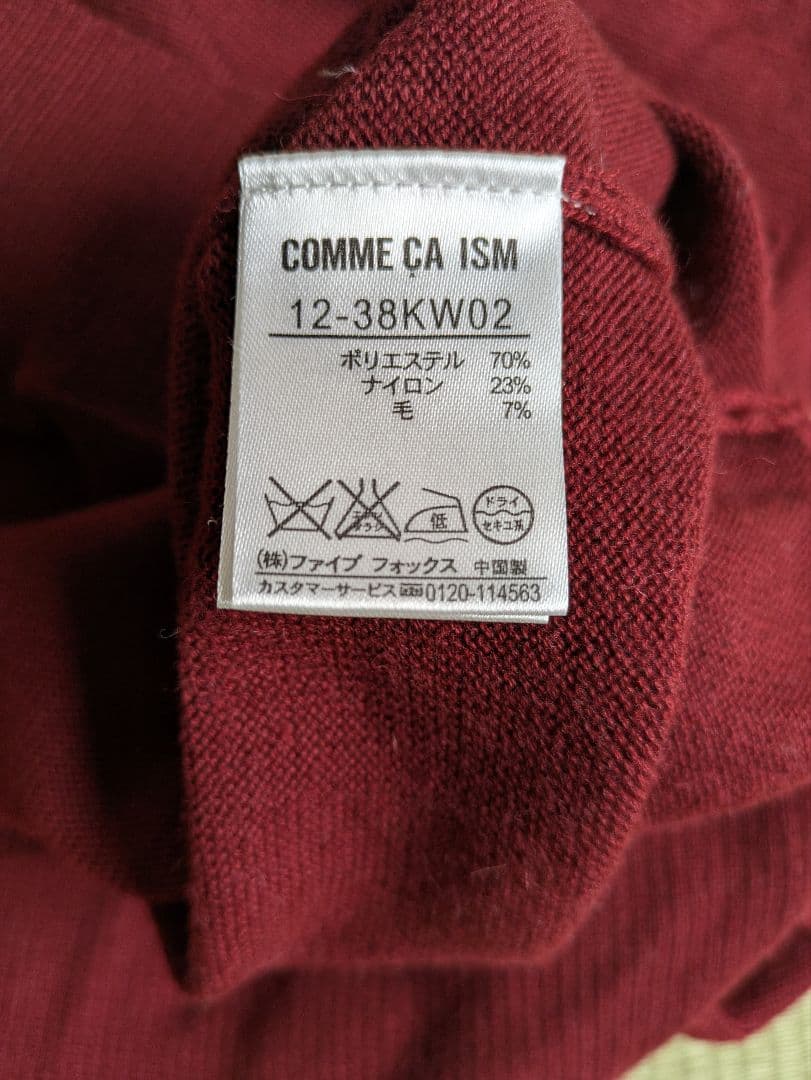 COMME ÇA ISM
12-38KW02
ポリエステル 70%
ナイロン 23%
毛 7%
低
ドライ
セキユ系
(株)ファイブ フォックス 中国製
カスタマーサービス 0120-114563